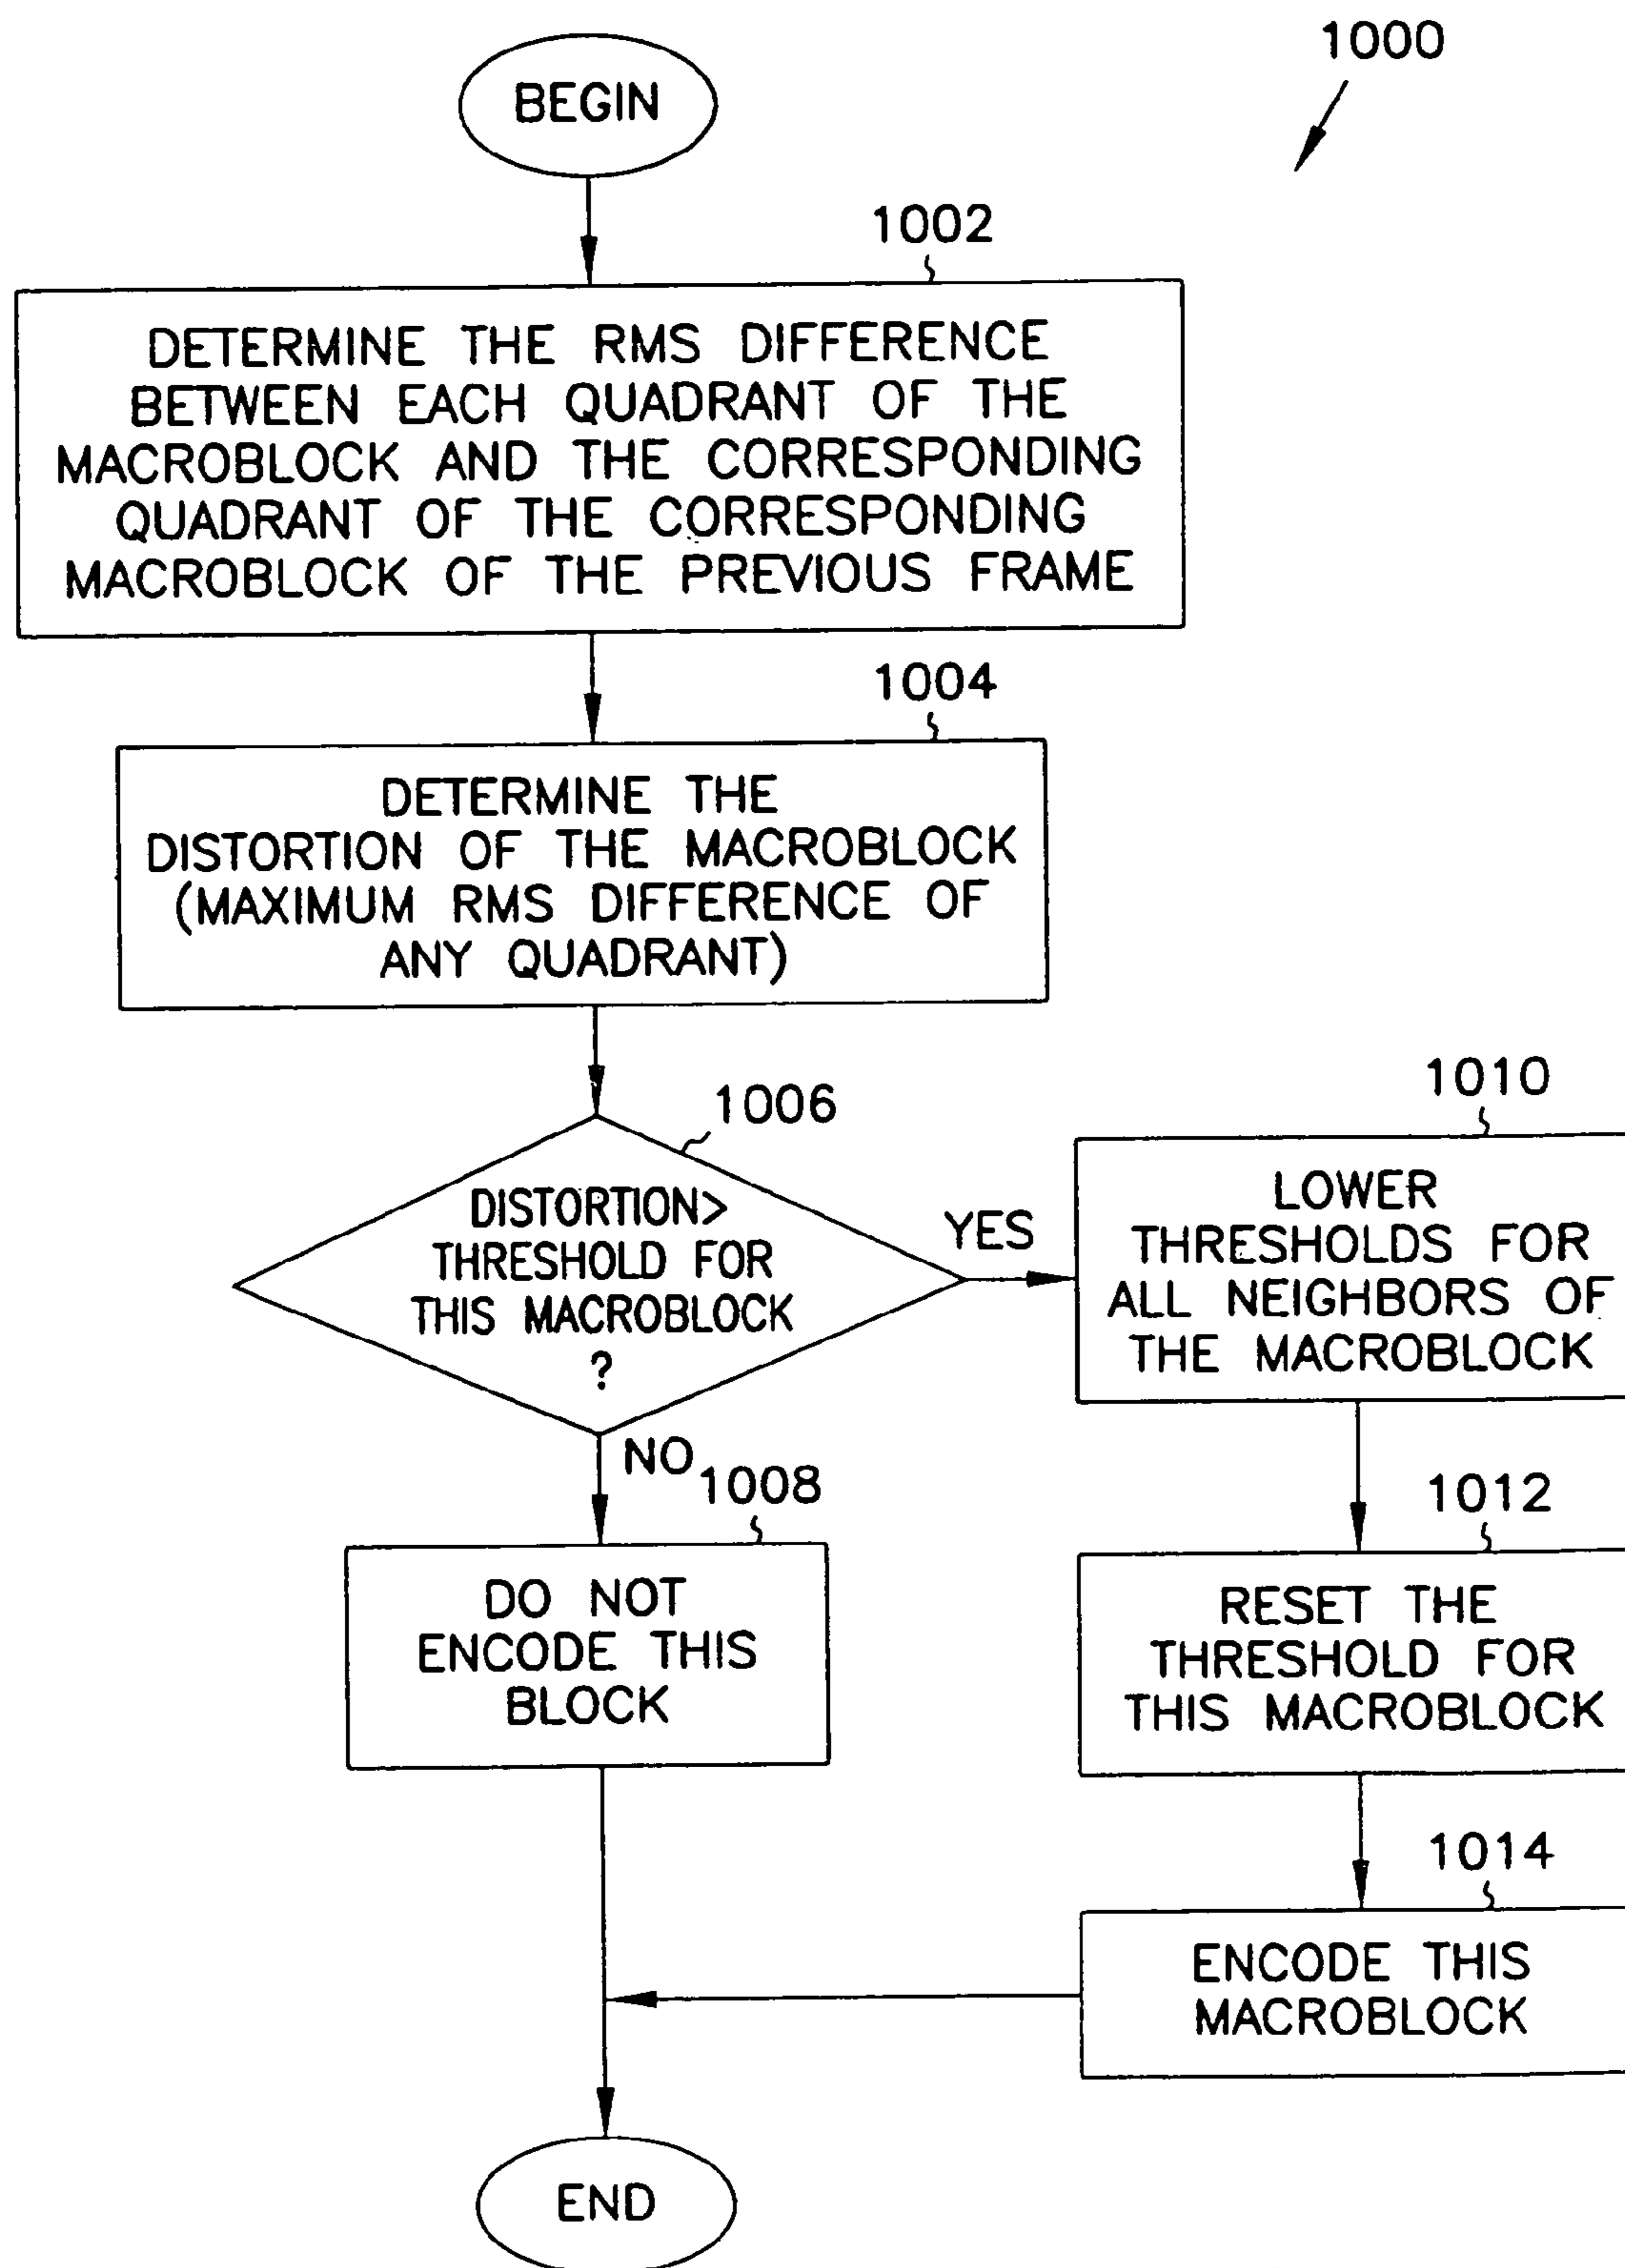 1000
BEGIN
1002
DETERMINE THE RMS DIFFERENCE
BETWEEN EACH QUADRANT OF THE
MACROBLOCK AND THE CORRESPONDING
QUADRANT OF THE CORRESPONDING
MACROBLOCK OF THE PREVIOUS FRAME
1004
DETERMINE THE
DISTORTION OF THE MACROBLOCK
(MAXIMUM RMS DIFFERENCE OF
ANY QUADRANT)
1006
DISTORTION>
THRESHOLD FOR
THIS MACROBLOCK
?
YES
NO
1008
DO NOT
ENCODE THIS
BLOCK
1010
LOWER
THRESHOLDS FOR
ALL NEIGHBORS OF
THE MACROBLOCK
1012
RESET THE
THRESHOLD FOR
THIS MACROBLOCK
1014
ENCODE THIS
MACROBLOCK
END